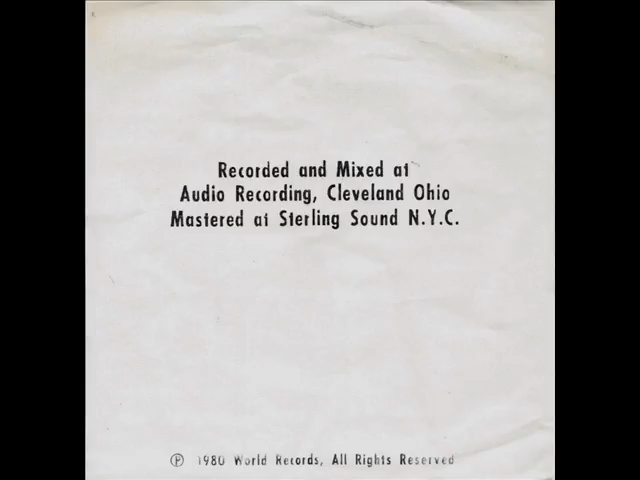 Recorded and Mixed at
Audio Recording, Cleveland Ohio
Mastered at Sterling Sound N.Y.C.
℗ 1980 World Records, All Rights Reserved